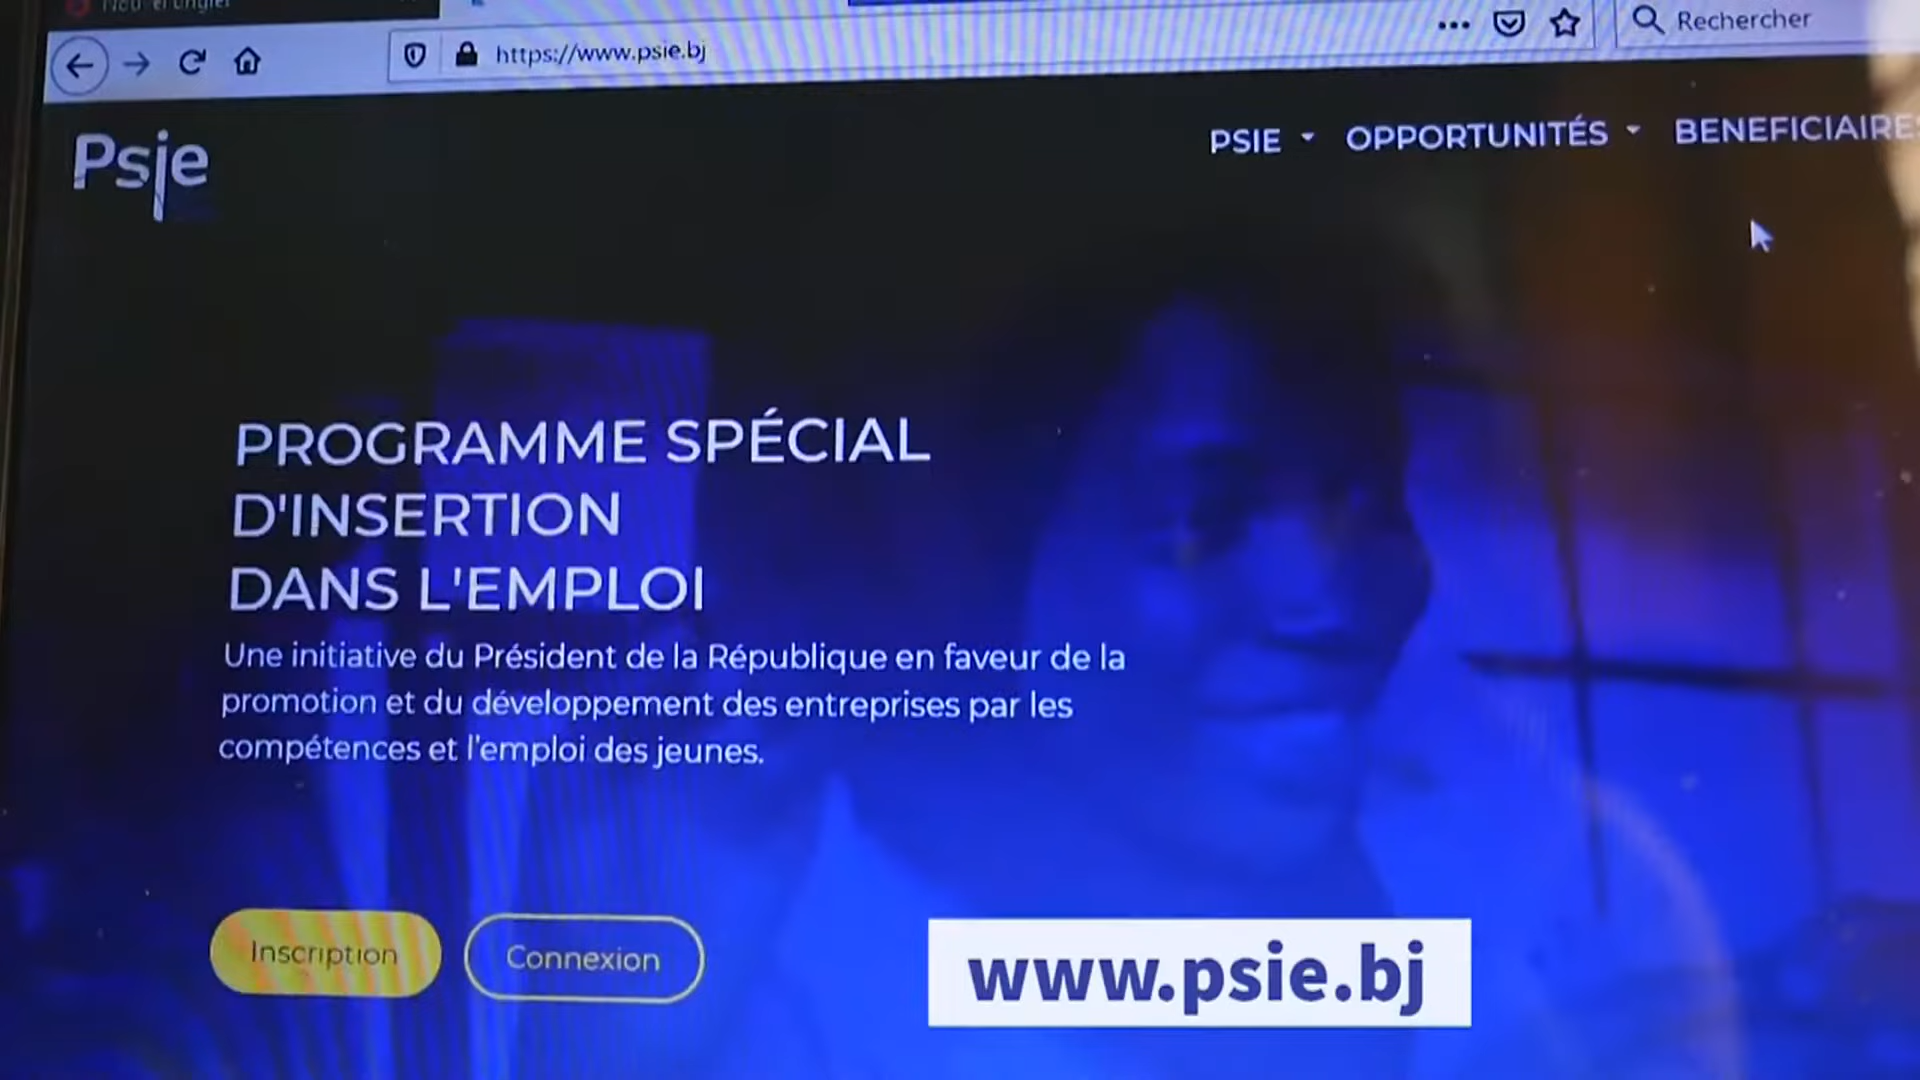 https://www.psie.bj
Rechercher
Psie
PSIE
OPPORTUNITÉS
BENEFICIAIRES
PROGRAMME SPÉCIAL
D'INSERTION
DANS L'EMPLOI
Une initiative du Président de la République en faveur de la
promotion et du développement des entreprises par les
compétences et l'emploi des jeunes.
Inscription
Connexion
www.psie.bj